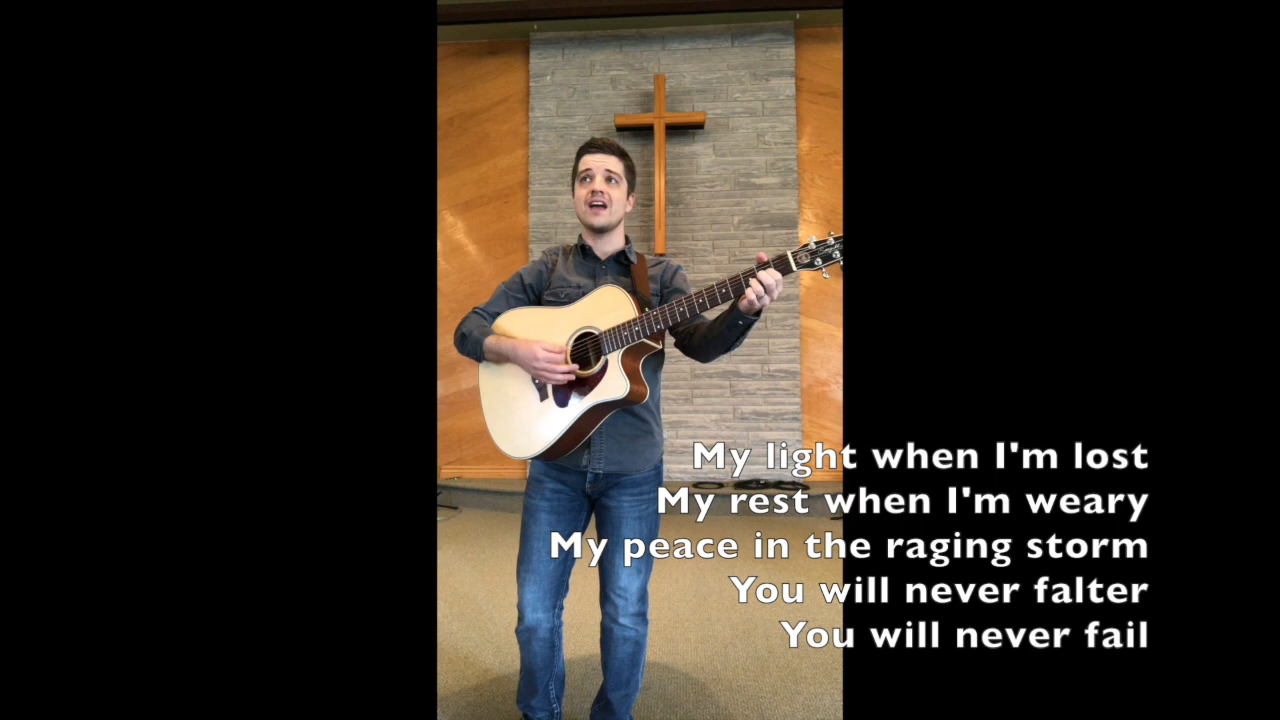 My light when I'm lost
My rest when I'm weary
My peace in the raging storm
You will never falter
You will never fail